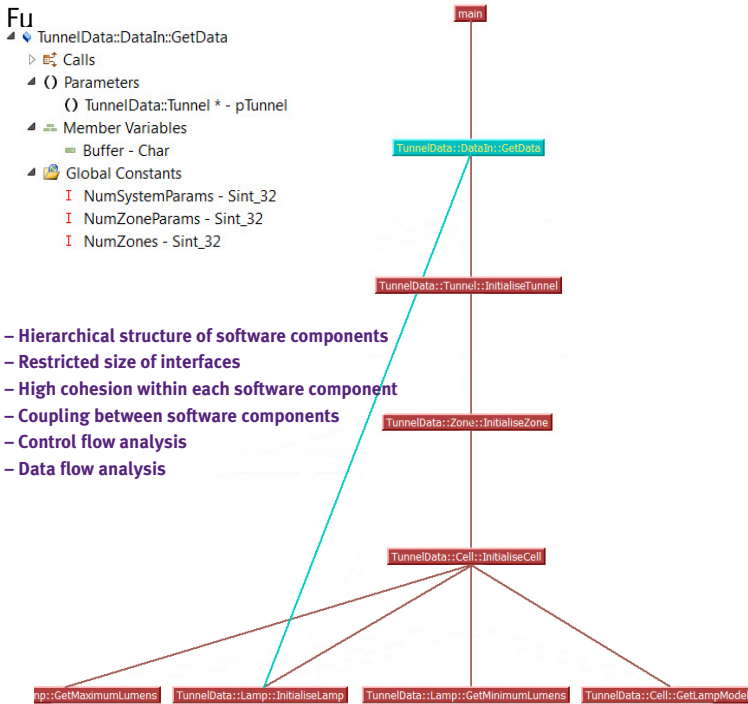 Fu
TunnelData::DataIn::GetData
Calls
() Parameters
() TunnelData::Tunnel * - pTunnel
Member Variables
Buffer - Char
Global Constants
I NumSystemParams - Sint_32
I NumZoneParams - Sint_32
I NumZones - Sint_32
– Hierarchical structure of software components
– Restricted size of interfaces
– High cohesion within each software component
– Coupling between software components
– Control flow analysis
– Data flow analysis
main
TunnelData::DataIn::GetData
TunnelData::Tunnel::InitialiseTunnel
TunnelData::Zone::InitialiseZone
TunnelData::Cell::InitialiseCell
mp::GetMaximumLumens
TunnelData::Lamp::InitialiseLamp
TunnelData::Lamp::GetMinimumLumens
TunnelData::Cell::GetLampModel